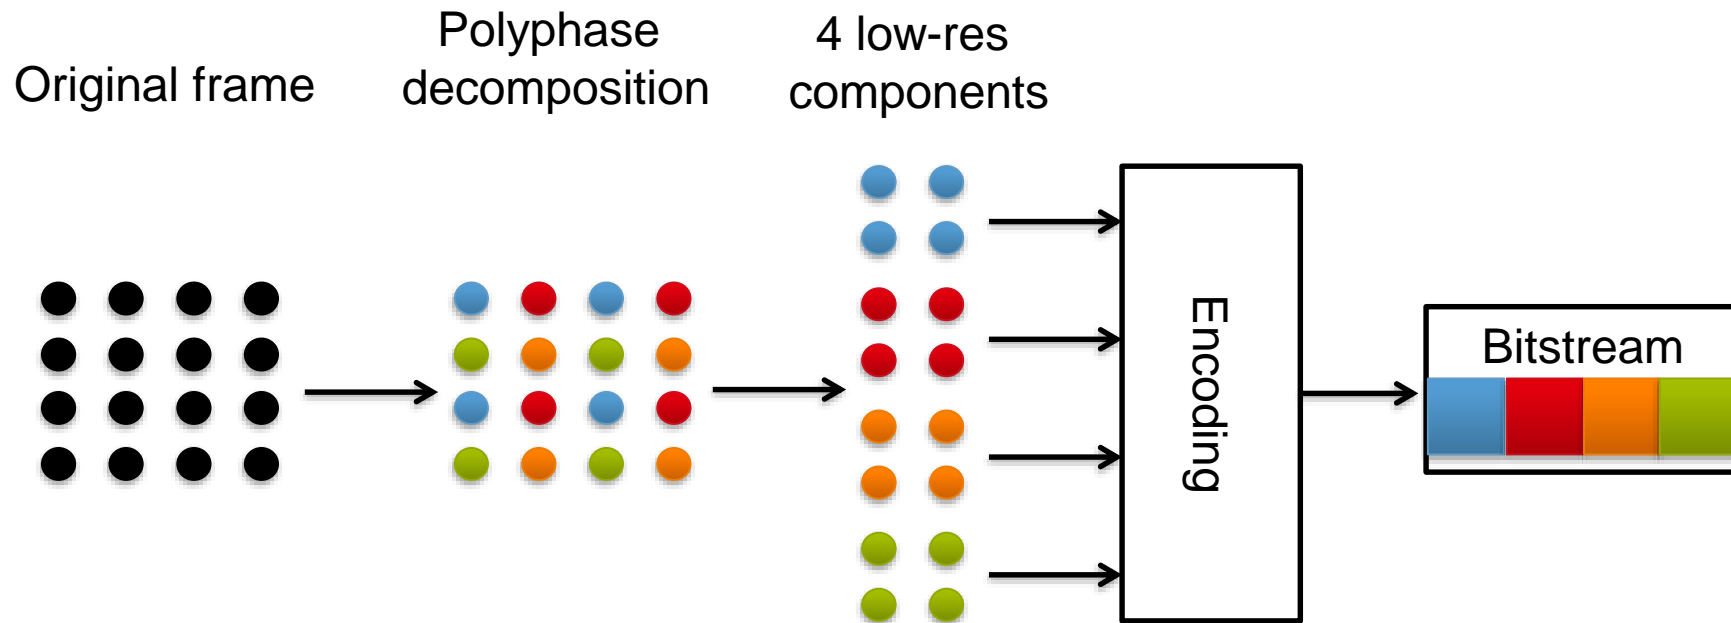 Original frame
Polyphase
decomposition
4 low-res
components
Encoding
Bitstream